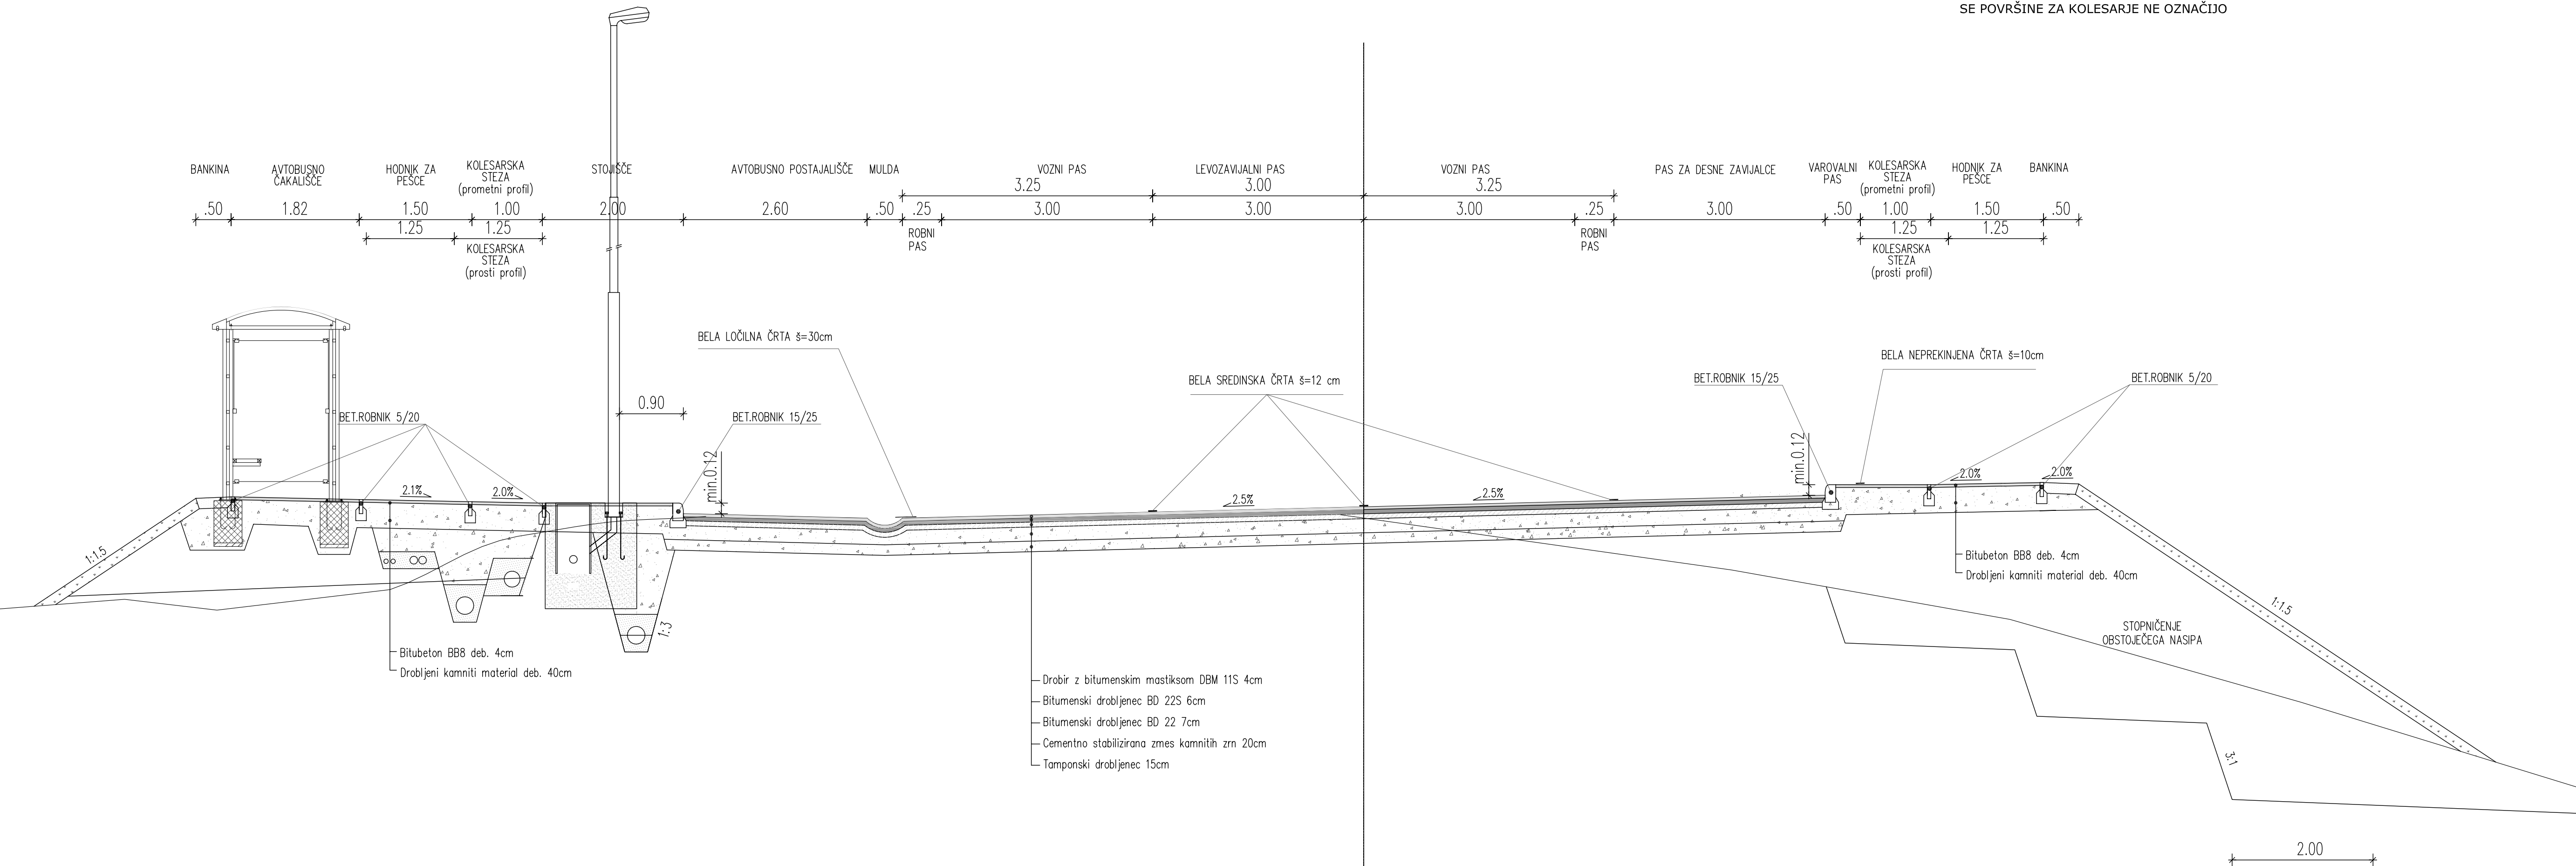 SE POVRŠINE ZA KOLESARJE NE OZNAČIJO
BANKINA
AVTOBUSNO
ČAKALIŠČE
HODNIK ZA
PEŠCE
KOLESARSKA
STEZA
(prometni profil)
STOJIŠČE
AVTOBUSNO POSTAJALIŠČE
MULDA
VOZNI PAS
LEVOZAVIJALNI PAS
VOZNI PAS
PAS ZA DESNE ZAVIJALCE
VAROVALNI
PAS
KOLESARSKA
STEZA
(prometni profil)
HODNIK ZA
PEŠCE
BANKINA
3.25
3.00
3.25
.50
1.82
1.50
1.00
2.00
2.60
.50
.25
3.00
3.00
3.00
.25
3.00
.50
1.00
1.50
.50
1.25
1.25
1.25
1.25
ROBNI
PAS
ROBNI
PAS
KOLESARSKA
STEZA
(prosti profil)
KOLESARSKA
STEZA
(prosti profil)
BELA LOČILNA ČRTA š=30cm
BELA SREDINSKA ČRTA š=12 cm
BELA NEPREKINJENA ČRTA š=10cm
BET.ROBNIK 15/25
BET.ROBNIK 5/20
0.90
BET.ROBNIK 5/20
BET.ROBNIK 15/25
min.0.12
min.0.12
2.1%
2.0%
2.5%
2.5%
2.0%
2.0%
1:1.5
1:3
1:1.5
3:1
Bitubeton BB8 deb. 4cm
Drobljeni kamniti material deb. 40cm
Bitubeton BB8 deb. 4cm
Drobljeni kamniti material deb. 40cm
STOPNIČENJE
OBSTOJEČEGA NASIPA
Drobir z bitumenskim mastiksom DBM 11S 4cm
Bitumenski drobljenec BD 22S 6cm
Bitumenski drobljenec BD 22 7cm
Cementno stabilizirana zmes kamnitih zrn 20cm
Tamponski drobljenec 15cm
2.00